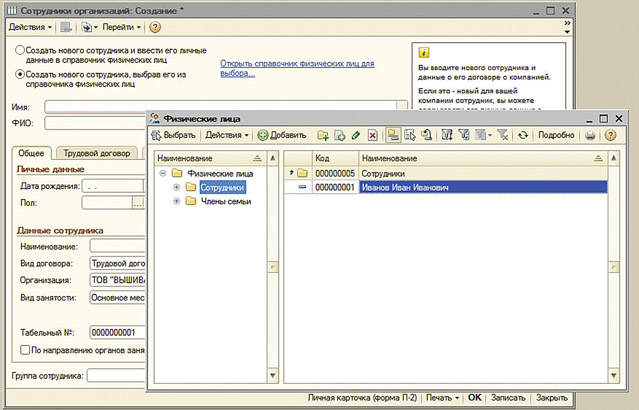 Сотрудники организаций: Создание *
Действия
Перейти
Создать нового сотрудника и ввести его личные
данные в справочник физических лиц
Создать нового сотрудника, выбрав его из
справочника физических лиц
Открыть справочник физических лиц для
выбора...
Вы вводите нового сотрудника и
данные о его договоре с компанией.
Если это - новый для вашей
компании сотрудник, вы можете
Имя:
ФИО:
Общее
Трудовой договор
Личные данные
Дата рождения:
. .
Пол:
Данные сотрудника
Наименование:
Вид договора:
Трудовой дого
Организация:
ТОВ "ВЫШИВ
Вид занятости:
Основное мес
Табельный №:
0000000001
По направлению органов заня
Группа сотрудника:
Физические лица
Выбрать
Действия
Добавить
Подробно
Наименование
Физические лица
Сотрудники
Члены семьи
Код
Наименование
000000005
Сотрудники
000000001
Иванов Иван Иванович
Личная карточка (форма П-2)
Печать
OK
Записать
Закрыть